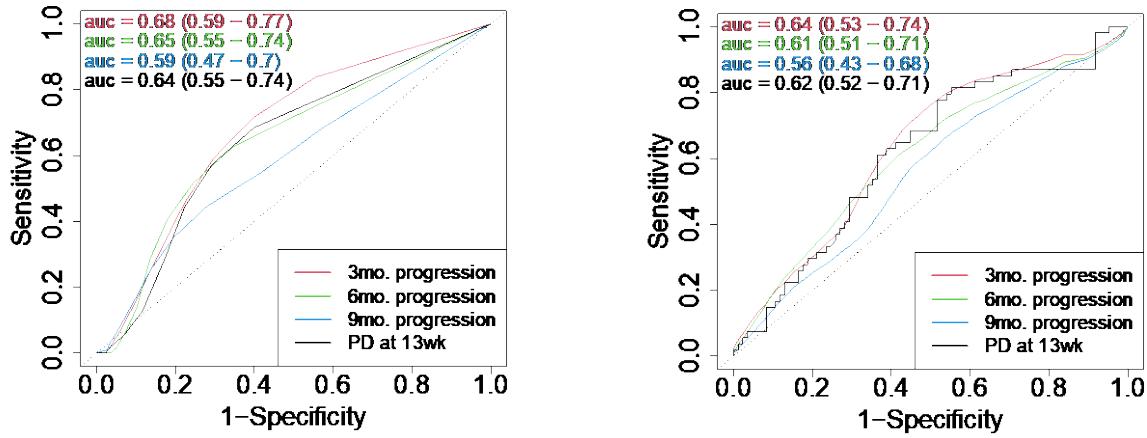 auc = 0.68 (0.59 − 0.77)
auc = 0.65 (0.55 − 0.74)
auc = 0.59 (0.47 − 0.7)
auc = 0.64 (0.55 − 0.74)
Sensitivity
0.0 0.2 0.4 0.6 0.8 1.0
3mo. progression
6mo. progression
9mo. progression
PD at 13wk
0.0 0.2 0.4 0.6 0.8 1.0
1−Specificity
auc = 0.64 (0.53 − 0.74)
auc = 0.61 (0.51 − 0.71)
auc = 0.56 (0.43 − 0.68)
auc = 0.62 (0.52 − 0.71)
Sensitivity
0.0 0.2 0.4 0.6 0.8 1.0
3mo. progression
6mo. progression
9mo. progression
PD at 13wk
0.0 0.2 0.4 0.6 0.8 1.0
1−Specificity